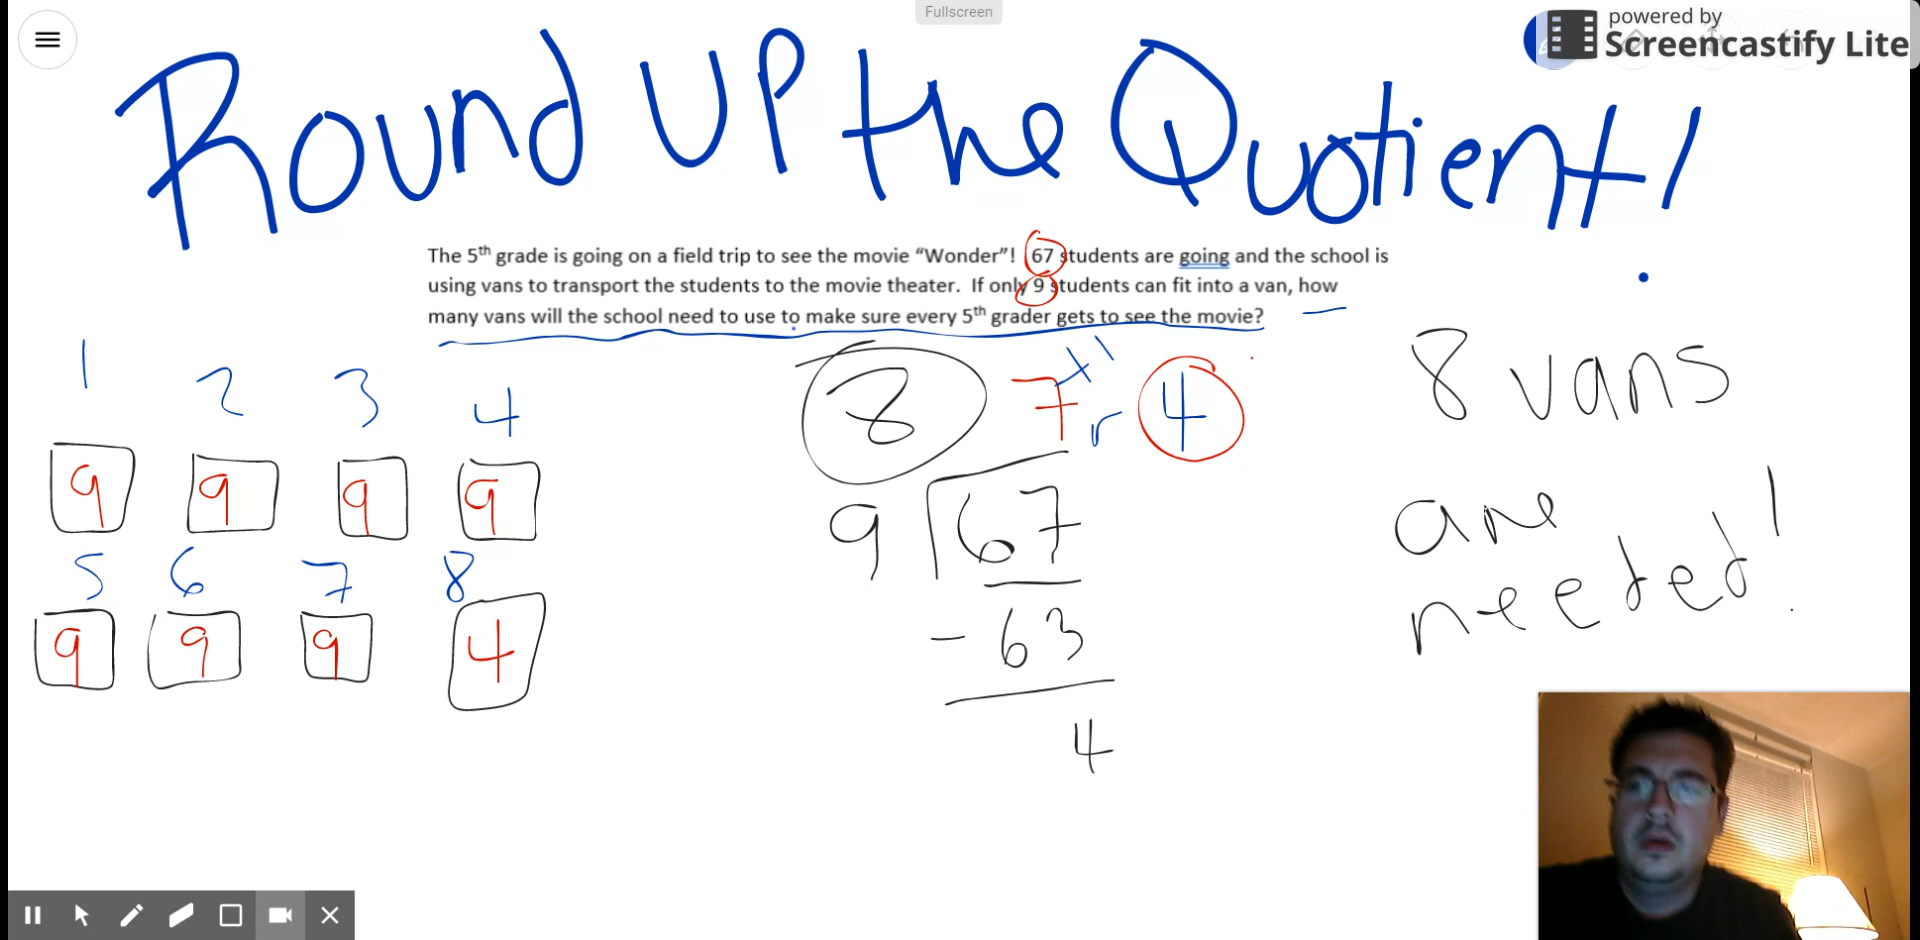 Fullscreen
powered by
Screencastify Lite
Round UP the Quotient!
The 5th grade is going on a field trip to see the movie “Wonder”! 67 students are going and the school is
using vans to transport the students to the movie theater. If only 9 students can fit into a van, how
many vans will the school need to use to make sure every 5th grader gets to see the movie?
1 2 3 4
9 9 9 9
5 6 7 8
9 9 9 4
8 7 +1 r 4
9 67
- 63
4
8 vans
are
needed!